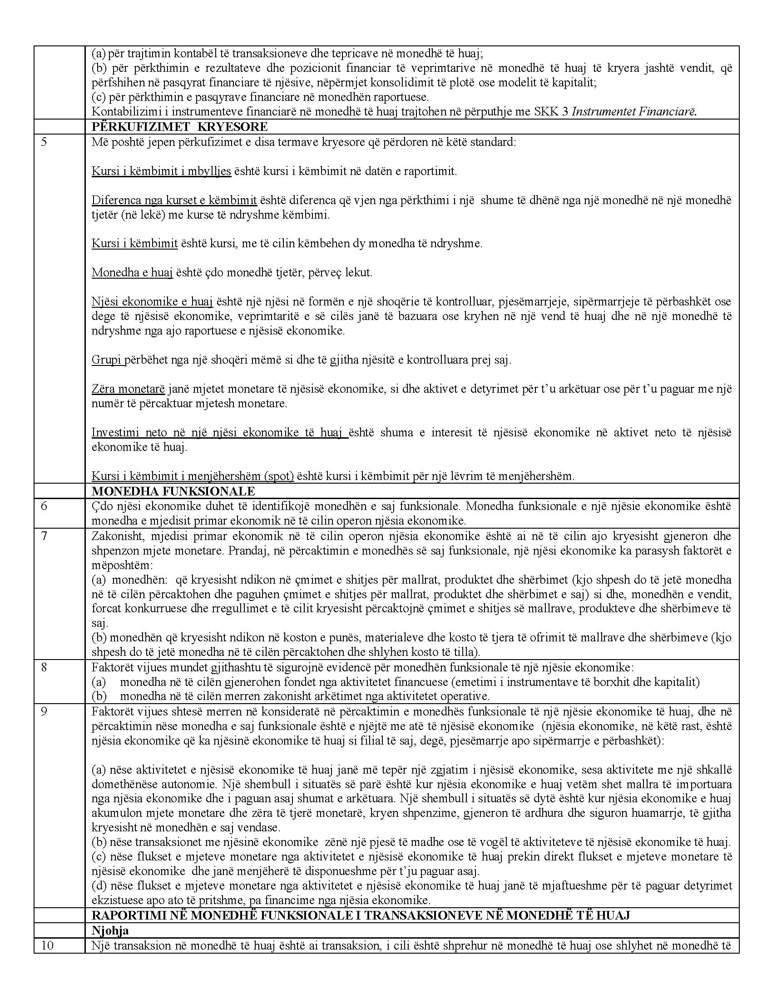 (a) për trajtimin kontabël të transaksioneve dhe tepricave në monedhë të huaj;
(b) për përkthimin e rezultateve dhe pozicionit financiar të veprimtarive në monedhë të huaj të kryera jashtë vendit, që
përfshihen në pasqyrat financiare të njësive, nëpërmjet konsolidimit të plotë ose modelit të kapitalit;
(c) për përkthimin e pasqyrave financiare në monedhën raportuese.
Kontabilizimi i instrumenteve financiarë në monedhë të huaj trajtohen në përputhje me SKK 3 Instrumentet Financiarë.
PËRKUFIZIMET KRYESORE
5 Më poshtë jepen përkufizimet e disa termave kryesore që përdoren në këtë standard:
Kursi i këmbimit i mbylljes është kursi i këmbimit në datën e raportimit.
Diferenca nga kurset e këmbimit është diferenca që vjen nga përkthimi i një shume të dhënë nga një monedhë në një monedhë
tjetër (në lekë) me kurse të ndryshme këmbimi.
Kursi i këmbimit është kursi, me të cilin këmbehen dy monedha të ndryshme.
Monedha e huaj është çdo monedhë tjetër, përveç lekut.
Njësi ekonomike e huaj është një njësi në formën e një shoqërie të kontrolluar, pjesëmarrjeje, sipërmarrjeje të përbashkët ose
dege të njësisë ekonomike, veprimtaritë e së cilës janë të bazuara ose kryhen në një vend të huaj dhe në një monedhë të
ndryshme nga ajo raportuese e njësisë ekonomike.
Grupi përbëhet nga një shoqëri mëmë si dhe të gjitha njësitë e kontrolluara prej saj.
Zëra monetarë janë mjetet monetare të njësisë ekonomike, si dhe aktivet e detyrimet për t’u arkëtuar ose për t’u paguar me një
numër të përcaktuar mjetesh monetare.
Investimi neto në një njësi ekonomike të huaj është shuma e interesit të njësisë ekonomike në aktivet neto të njësisë
ekonomike të huaj.
Kursi i këmbimit i menjëhershëm (spot) është kursi i këmbimit për një lëvrim të menjëhershëm.
MONEDHA FUNKSIONALE
6 Çdo njësi ekonomike duhet të identifikojë monedhën e saj funksionale. Monedha funksionale e një njësie ekonomike është
monedha e mjedisit primar ekonomik në të cilin operon njësia ekonomike.
7 Zakonisht, mjedisi primar ekonomik në të cilin operon njësia ekonomike është ai në të cilin ajo kryesisht gjeneron dhe
shpenzon mjete monetare. Prandaj, në përcaktimin e monedhës së saj funksionale, një njësi ekonomike ka parasysh faktorët e
mëposhtëm:
(a) monedhën: që kryesisht ndikon në çmimet e shitjes për mallrat, produktet dhe shërbimet (kjo shpesh do të jetë monedha
në të cilën përcaktohen dhe paguhen çmimet e shitjes për mallrat, produktet dhe shërbimet e saj) si dhe, monedhën e vendit,
forcat konkurruese dhe rregullimet e të cilit kryesisht përcaktojnë çmimet e shitjes së mallrave, produkteve dhe shërbimeve të
saj.
(b) monedhën që kryesisht ndikon në koston e punës, materialeve dhe kosto të tjera të ofrimit të mallrave dhe shërbimeve (kjo
shpesh do të jetë monedha në të cilën përcaktohen dhe shlyhen kosto të tilla).
8 Faktorët vijues mundet gjithashtu të sigurojnë evidencë për monedhën funksionale të një njësie ekonomike:
(a) monedha në të cilën gjenerohen fondet nga aktivitetet financuese (emetimi i instrumentave të borxhit dhe kapitalit)
(b) monedha në të cilën merren zakonisht arkëtimet nga aktivitetet operative.
9 Faktorët vijues shtesë merren në konsideratë në përcaktimin e monedhës funksionale të një njësie ekonomike të huaj, dhe në
përcaktimin nëse monedha e saj funksionale është e njëjtë me atë të njësisë ekonomike (njësia ekonomike, në këtë rast, është
njësia ekonomike që ka njësinë ekonomike të huaj si filial të saj, degë, pjesëmarrje apo sipërmarrje e përbashkët):
(a) nëse aktivitetet e njësisë ekonomike të huaj janë më tepër një zgjatim i njësisë ekonomike, sesa aktivitete me një shkallë
domethënëse autonomie. Një shembull i situatës së parë është kur njësia ekonomike e huaj vetëm shet mallra të importuara
nga njësia ekonomike dhe i paguan asaj shumat e arkëtuara. Një shembull i situatës së dytë është kur njësia ekonomike e huaj
akumulon mjete monetare dhe zëra të tjerë monetarë, kryen shpenzime, gjeneron të ardhura dhe siguron huamarrje, të gjitha
kryesisht në monedhën e saj vendase.
(b) nëse transaksionet me njësinë ekonomike zënë një pjesë të madhe ose të vogël të aktiviteteve të njësisë ekonomike të huaj.
(c) nëse flukset e mjeteve monetare nga aktivitetet e njësisë ekonomike të huaj prekin direkt flukset e mjeteve monetare të
njësisë ekonomike dhe janë menjëherë të disponueshme për t’ju paguar asaj.
(d) nëse flukset e mjeteve monetare nga aktivitetet e njësisë ekonomike të huaj janë të mjaftueshme për të paguar detyrimet
ekzistuese apo ato të pritshme, pa financime nga njësia ekonomike.
RAPORTIMI NË MONEDHË FUNKSIONALE I TRANSAKSIONEVE NË MONEDHË TË HUAJ
Njohja
10 Një transaksion në monedhë të huaj është ai transaksion, i cili është shprehur në monedhë të huaj ose shlyhet në monedhë të